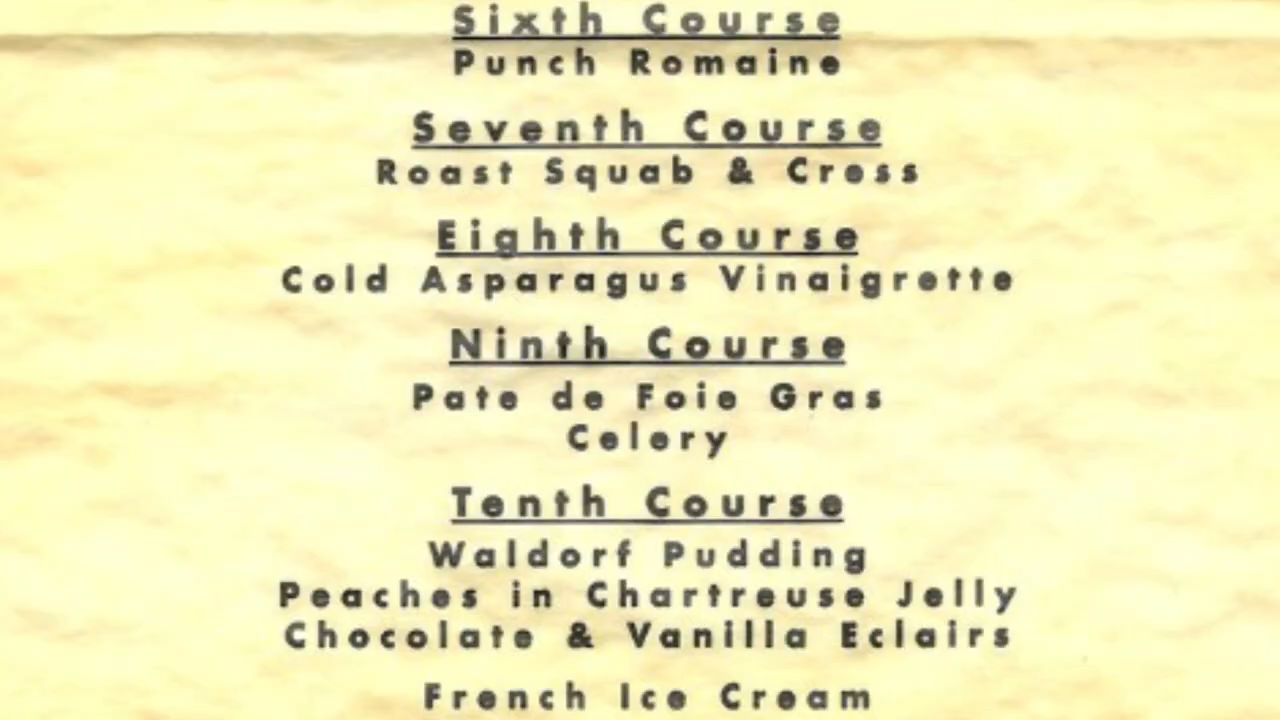 Sixth Course
Punch Romaine
Seventh Course
Roast Squab & Cress
Eighth Course
Cold Asparagus Vinaigrette
Ninth Course
Pate de Foie Gras
Celery
Tenth Course
Waldorf Pudding
Peaches in Chartreuse Jelly
Chocolate & Vanilla Eclairs
French Ice Cream